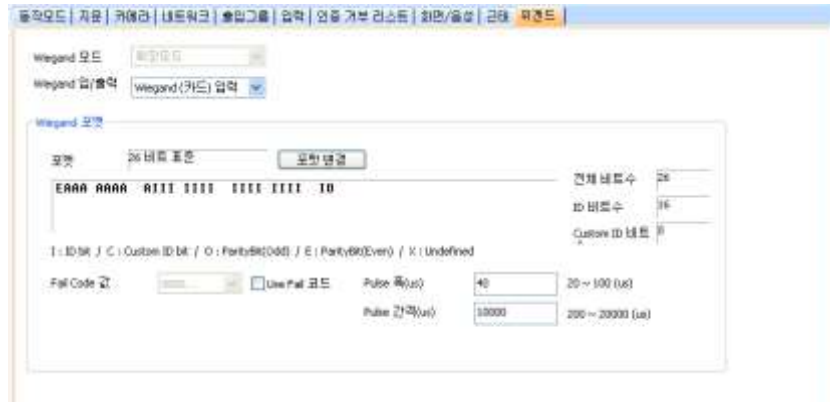 동작모드 | 지문 | 카메라 | 네트워크 | 출입그룹 | 입력 | 인증 거부 리스트 | 화면/음성 | 근태 | 위겐드
Wiegand 모드 확장모드
Wiegand 입/출력 Wiegand (카드) 입력
Wiegand 포맷
포맷 26 비트 표준 포맷 변경
EAAA AAAA AIII IIII IIII IIII IO
전체 비트수 26
ID 비트수 16
Custom ID 비트 0
I : ID bit / C : Custom ID bit / O : ParityBit(Odd) / E : ParityBit(Even) / X : Undefined
Fail Code 값 Use Fail 코드 Pulse 폭(us) 40 20 ~ 100 (us)
Pulse 간격(us) 10000 200 ~ 20000 (us)